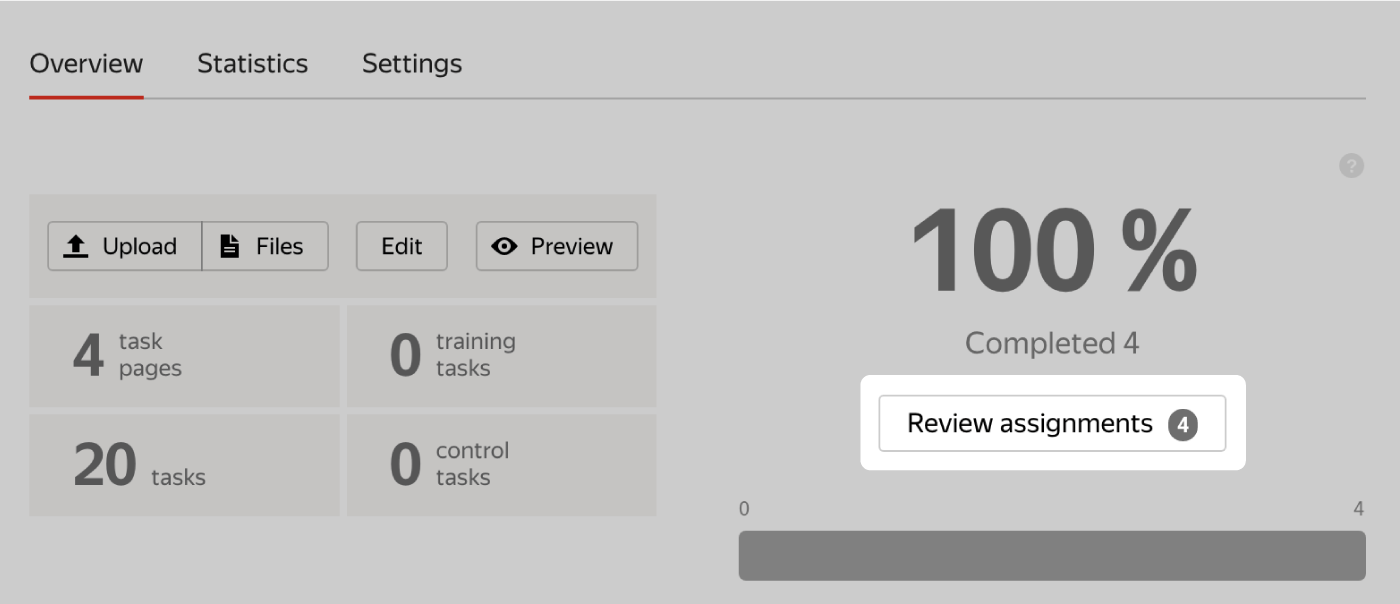 Overview Statistics Settings
?
Upload Files Edit Preview
4 task pages
0 training tasks
20 tasks
0 control tasks
100 %
Completed 4
Review assignments 4
0 4